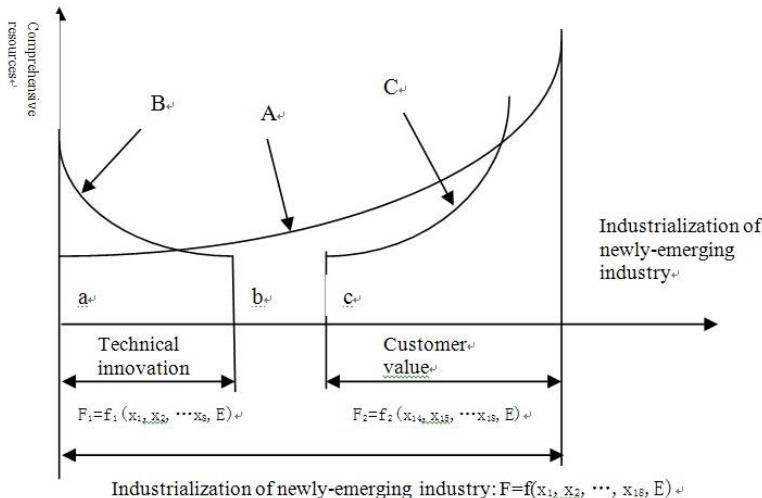 Comprehensive
resources
B
A
C
Industrialization of
newly-emerging
industry
a
b
c
Technical
innovation
Customer
value
F₁=f₁(x₁, x₂, …x₈, E)
F₂=f₂(x₁₄, x₁₅, …x₁₈, E)
Industrialization of newly-emerging industry: F=f(x₁, x₂, …, x₁₈, E)